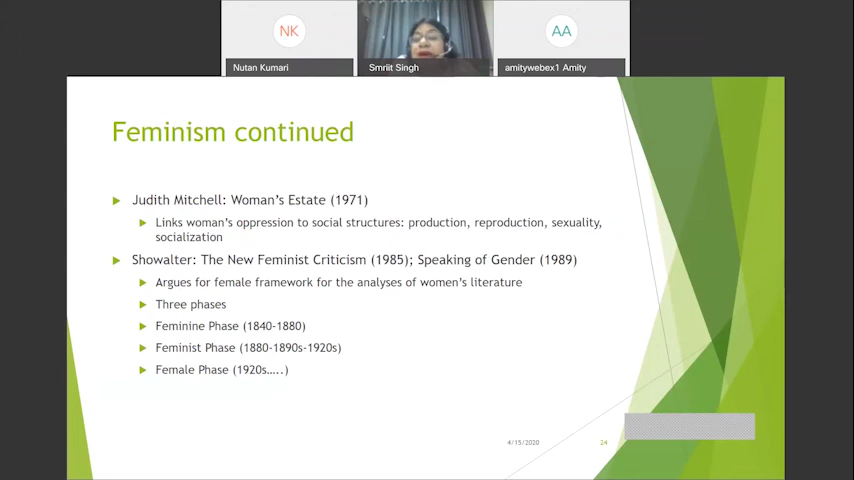 NK
AA
Nutan Kumari
Smriit Singh
amitywebex1 Amity
Feminism continued
Judith Mitchell: Woman's Estate (1971)
Links woman's oppression to social structures: production, reproduction, sexuality,
socialization
Showalter: The New Feminist Criticism (1985); Speaking of Gender (1989)
Argues for female framework for the analyses of women's literature
Three phases
Feminine Phase (1840-1880)
Feminist Phase (1880-1890s-1920s)
Female Phase (1920s…..)
4/15/2020
24